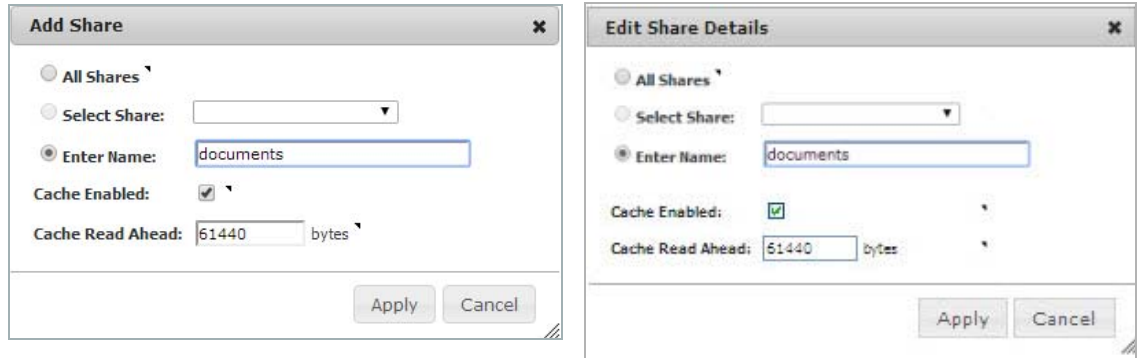 Add Share
All Shares
Select Share:
Enter Name: documents
Cache Enabled:
Cache Read Ahead: 61440 bytes
Apply Cancel
Edit Share Details
All Shares
Select Share:
Enter Name: documents
Cache Enabled:
Cache Read Ahead: 61440 bytes
Apply Cancel